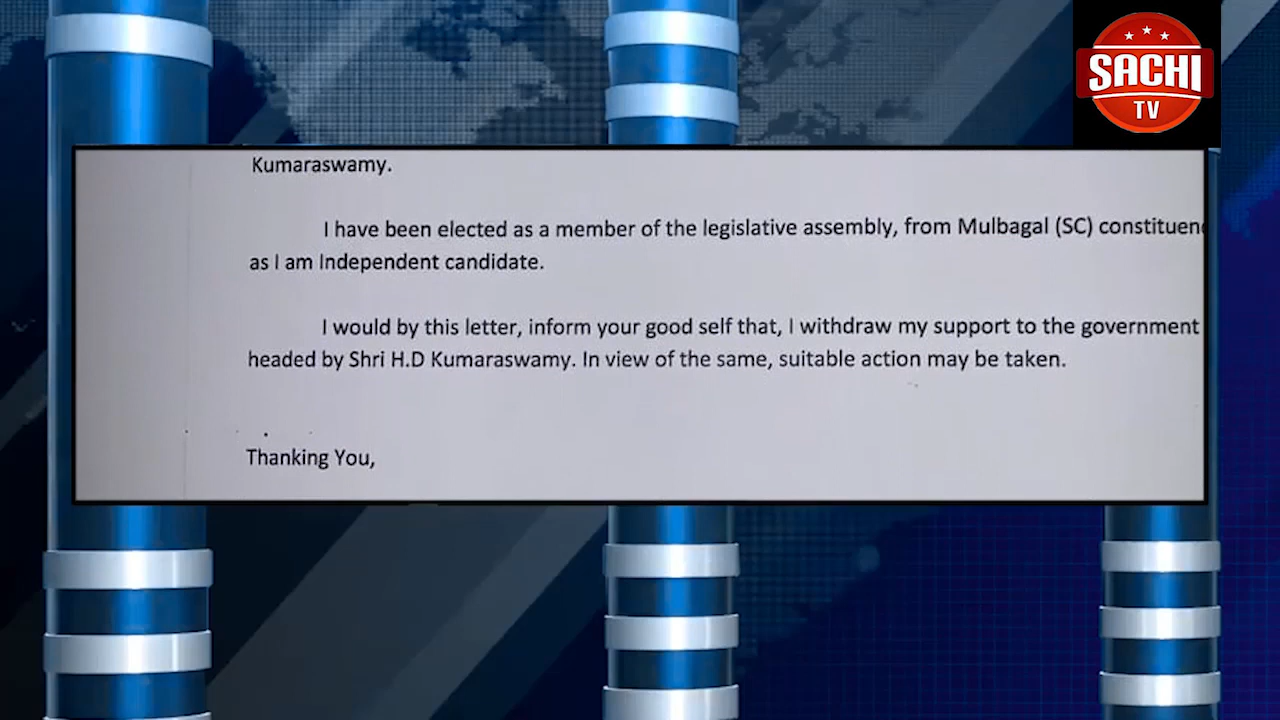 SACHI
TV
Kumaraswamy.
I have been elected as a member of the legislative assembly, from Mulbagal (SC) constituen
as I am Independent candidate.
I would by this letter, inform your good self that, I withdraw my support to the government
headed by Shri H.D Kumaraswamy. In view of the same, suitable action may be taken.
Thanking You,